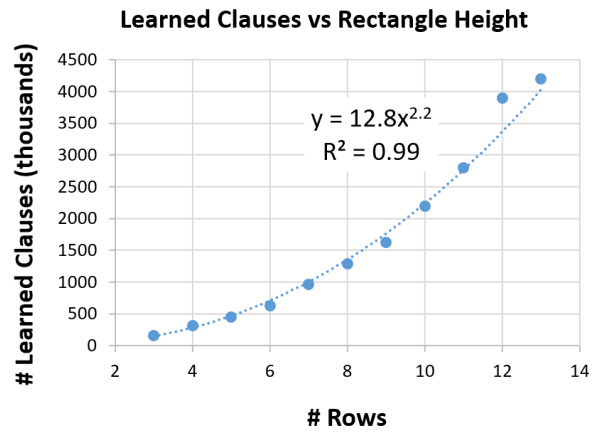 Learned Clauses vs Rectangle Height
# Learned Clauses (thousands)
4500
4000
3500
3000
2500
2000
1500
1000
500
0
y = 12.8x^2.2
R² = 0.99
2 4 6 8 10 12 14
# Rows